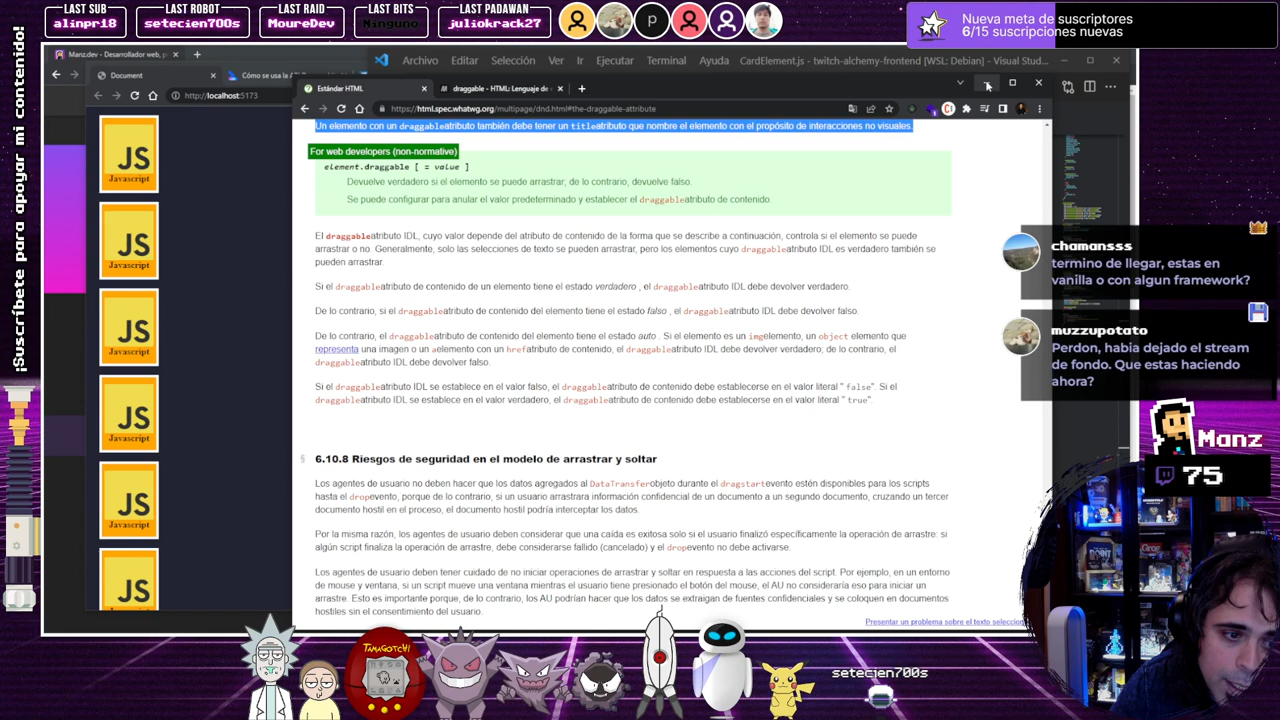 LAST SUB
alinpr18
LAST ROBOT
setecien700s
LAST RAID
MoureDev
LAST BITS
Ninguno
LAST PADAWAN
juliokrack27
p
Nueva meta de suscriptores
6/15 suscripciones nuevas
¡Suscríbete para apoyar mi contenido!
Manz.dev - Desarrollador web, p
Archivo Editar Selección Ver Ir Ejecutar Terminal Ayuda CardElement.js - twitch-alchemy-frontend [WSL: Debian] - Visual Stud...
Document
Cómo se usa la
http://localhost:5173
Estándar HTML
draggable - HTML: Lenguaje de
https://html.spec.whatwg.org/multipage/dnd.html#the-draggable-attribute
Un elemento con un draggableatributo también debe tener un titleatributo que nombre el elemento con el propósito de interacciones no visuales.
For web developers (non-normative)
element.draggable [ = value ]
Devuelve verdadero si el elemento se puede arrastrar; de lo contrario, devuelve falso.
Se puede configurar para anular el valor predeterminado y establecer el draggableatributo de contenido.
El draggableatributo IDL, cuyo valor depende del atributo de contenido de la forma que se describe a continuación, controla si el elemento se puede
arrastrar o no. Generalmente, solo las selecciones de texto se pueden arrastrar, pero los elementos cuyo draggableatributo IDL es verdadero también se
pueden arrastrar.
Si el draggableatributo de contenido de un elemento tiene el estado verdadero , el draggableatributo IDL debe devolver verdadero.
De lo contrario, si el draggableatributo de contenido del elemento tiene el estado falso , el draggableatributo IDL debe devolver falso.
De lo contrario, el draggableatributo de contenido del elemento tiene el estado auto . Si el elemento es un imgelemento, un object elemento que
representa una imagen o un aelemento con un hrefatributo de contenido, el draggableatributo IDL debe devolver verdadero; de lo contrario, el
draggableatributo IDL debe devolver falso.
Si el draggableatributo IDL se establece en el valor falso, el draggableatributo de contenido debe establecerse en el valor literal " false". Si el
draggableatributo IDL se establece en el valor verdadero, el draggableatributo de contenido debe establecerse en el valor literal " true".
§ 6.10.8 Riesgos de seguridad en el modelo de arrastrar y soltar
Los agentes de usuario no deben hacer que los datos agregados al DataTransferobjeto durante el dragstartevento estén disponibles para los scripts
hasta el dropevento, porque de lo contrario, si un usuario arrastrara información confidencial de un documento a un segundo documento, cruzando un tercer
documento hostil en el proceso, el documento hostil podría interceptar los datos.
Por la misma razón, los agentes de usuario deben considerar que una caída es exitosa solo si el usuario finalizó específicamente la operación de arrastre: si
algún script finaliza la operación de arrastre, debe considerarse fallido (cancelado) y el dropevento no debe activarse.
Los agentes de usuario deben tener cuidado de no iniciar operaciones de arrastrar y soltar en respuesta a las acciones del script. Por ejemplo, en un entorno
de mouse y ventana, si un script mueve una ventana mientras el usuario tiene presionado el botón del mouse, el AU no consideraría eso para iniciar un
arrastre. Esto es importante porque, de lo contrario, los AU podrían hacer que los datos se extraigan de fuentes confidenciales y se coloquen en documentos
hostiles sin el consentimiento del usuario.
Presentar un problema sobre el texto seleccion
JS
Javascript
JS
Javascript
JS
Javascript
JS
Javascript
JS
Javascript
JS
chamansss
termino de llegar, estas en
vanilla o con algun framework?
muzzupotato
Perdon, habia dejado el stream
de fondo. Que estas haciendo
ahora?
Manz
75
TAMAGOTCHI
setecien700s